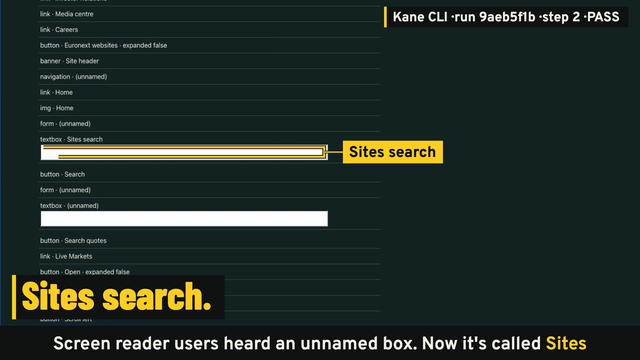 link · Media centre
link · Careers
button · Euronext websites · expanded false
banner · Site header
navigation · (unnamed)
link · Home
img · Home
form · (unnamed)
textbox · Sites search
button · Search
form · (unnamed)
textbox · (unnamed)
button · Search quotes
link · Live Markets
button · Open · expanded false
Kane CLI ·run 9aeb5f1b ·step 2 ·PASS
Sites search
Sites search.
Screen reader users heard an unnamed box. Now it's called Sites